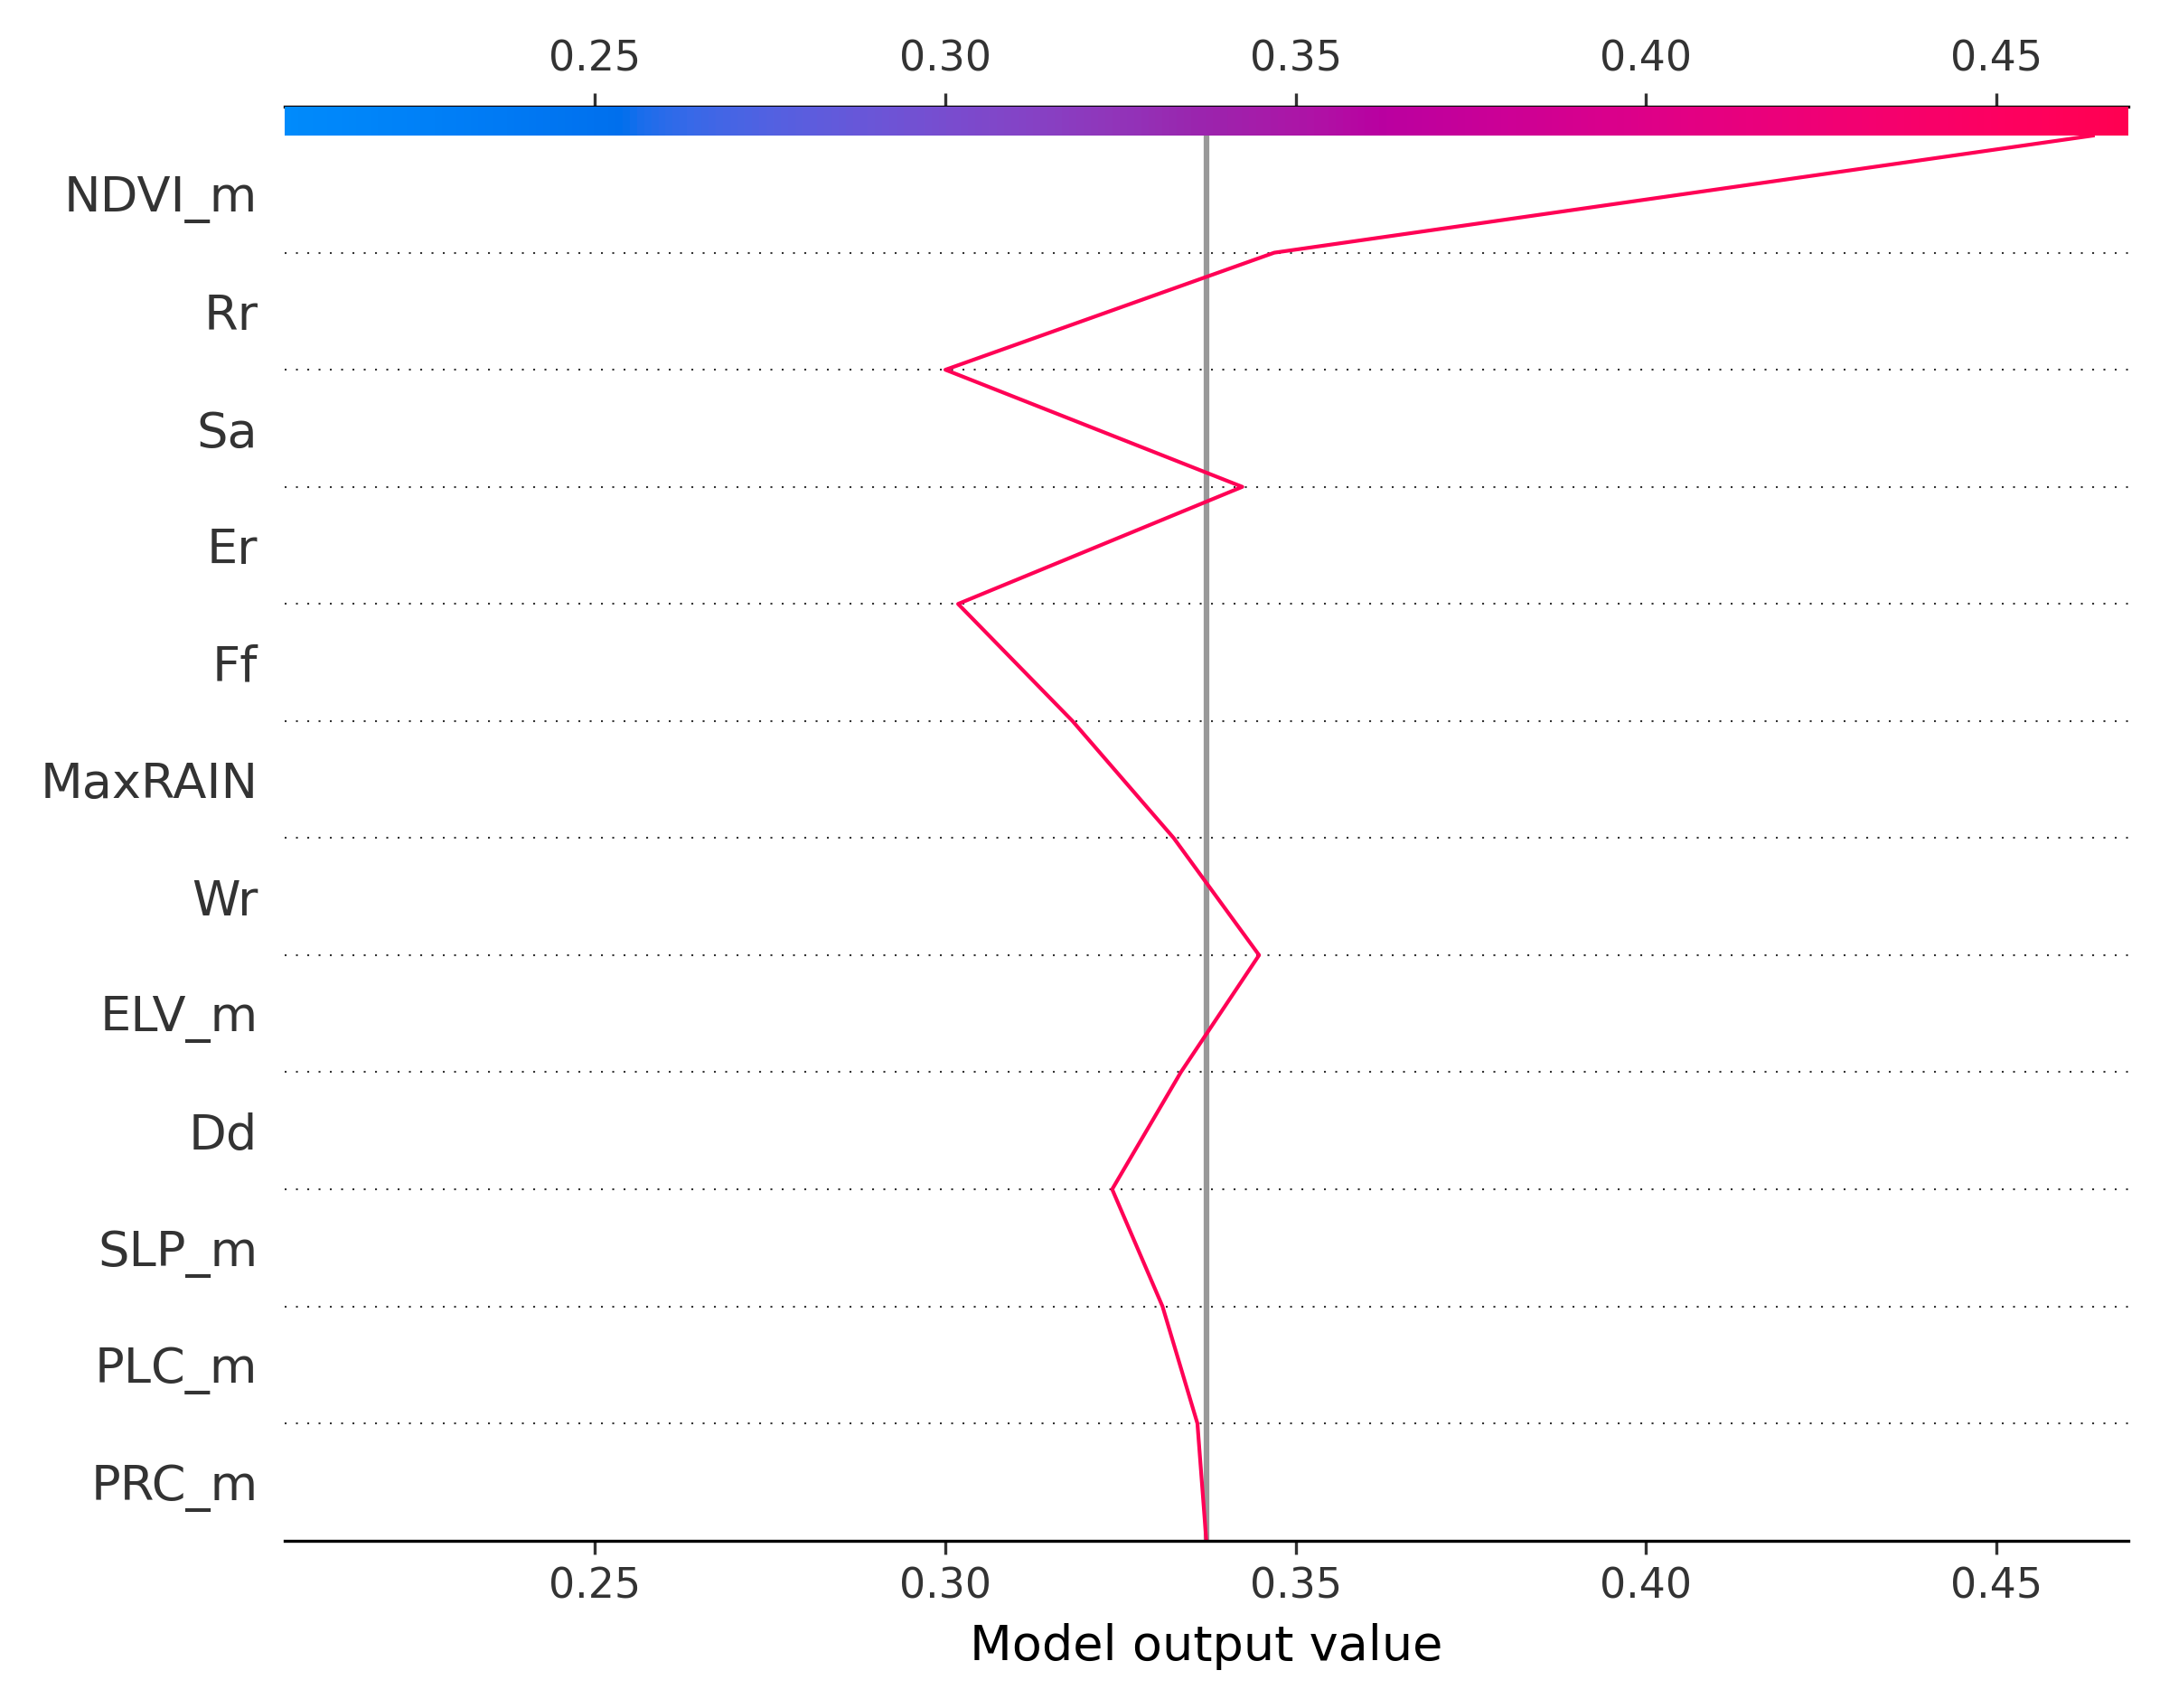 0.25 0.30 0.35 0.40 0.45
NDVI_m
Rr
Sa
Er
Ff
MaxRAIN
Wr
ELV_m
Dd
SLP_m
PLC_m
PRC_m
0.25 0.30 0.35 0.40 0.45
Model output value